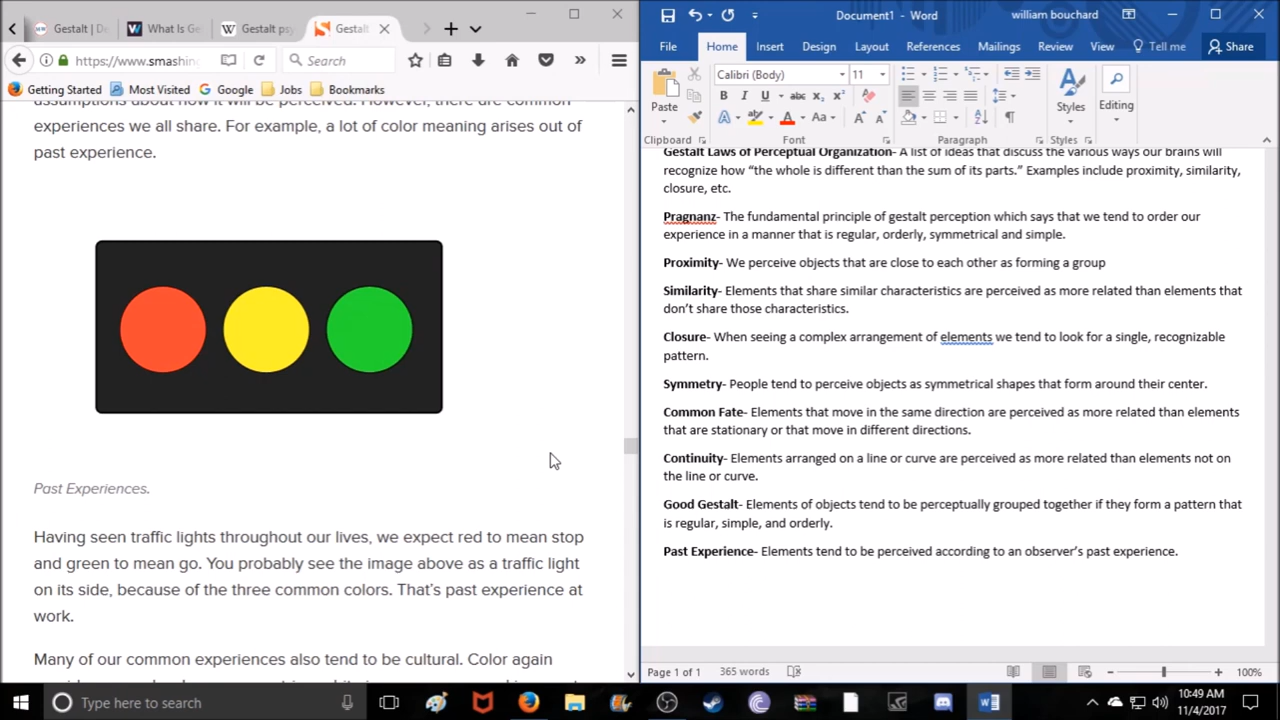 Gestalt | De
What Is Ge
Gestalt psy
Gestalt
https://www.smashing
Search
Getting Started
Most Visited
Google
Jobs
Bookmarks
assumptions about how it will be perceived. However, there are common
experiences we all share. For example, a lot of color meaning arises out of
past experience.
Past Experiences.
Having seen traffic lights throughout our lives, we expect red to mean stop
and green to mean go. You probably see the image above as a traffic light
on its side, because of the three common colors. That’s past experience at
work.
Many of our common experiences also tend to be cultural. Color again
Document1 - Word
william bouchard
File Home Insert Design Layout References Mailings Review View Tell me Share
Paste
Clipboard
Calibri (Body) 11
B I U abc x₂ x²
A A Aa A A
Font
Paragraph
Styles
Styles
Editing
Gestalt Laws of Perceptual Organization- A list of ideas that discuss the various ways our brains will
recognize how “the whole is different than the sum of its parts.” Examples include proximity, similarity,
closure, etc.
Pragnanz- The fundamental principle of gestalt perception which says that we tend to order our
experience in a manner that is regular, orderly, symmetrical and simple.
Proximity- We perceive objects that are close to each other as forming a group
Similarity- Elements that share similar characteristics are perceived as more related than elements that
don’t share those characteristics.
Closure- When seeing a complex arrangement of elements we tend to look for a single, recognizable
pattern.
Symmetry- People tend to perceive objects as symmetrical shapes that form around their center.
Common Fate- Elements that move in the same direction are perceived as more related than elements
that are stationary or that move in different directions.
Continuity- Elements arranged on a line or curve are perceived as more related than elements not on
the line or curve.
Good Gestalt- Elements of objects tend to be perceptually grouped together if they form a pattern that
is regular, simple, and orderly.
Past Experience- Elements tend to be perceived according to an observer’s past experience.
Page 1 of 1 365 words
100%
Type here to search
10:49 AM
11/4/2017